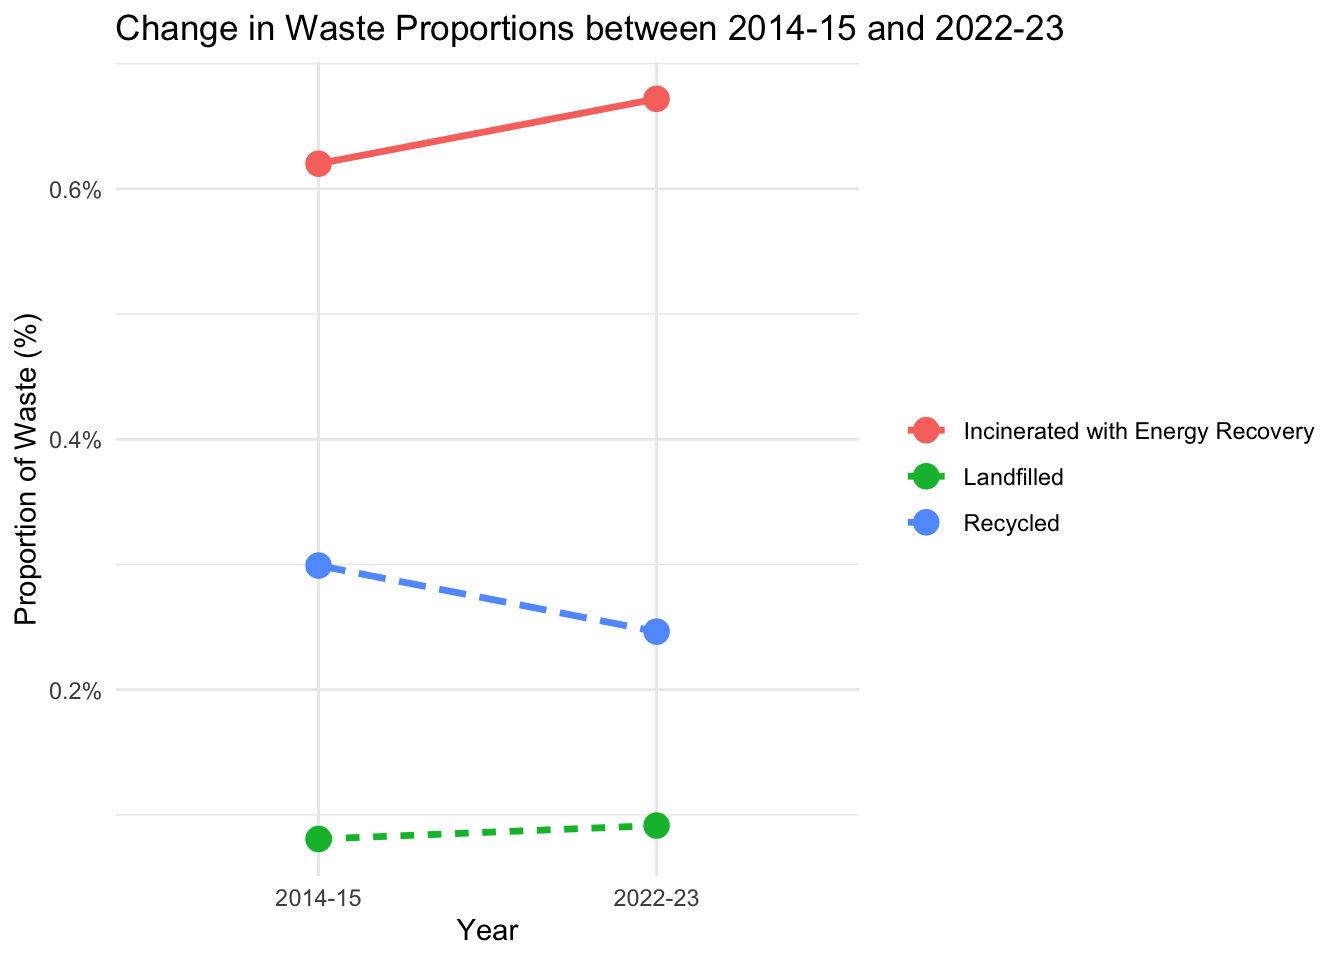 Change in Waste Proportions between 2014-15 and 2022-23
Proportion of Waste (%)
0.6%
0.4%
0.2%
2014-15
2022-23
Year
Incinerated with Energy Recovery
Landfilled
Recycled